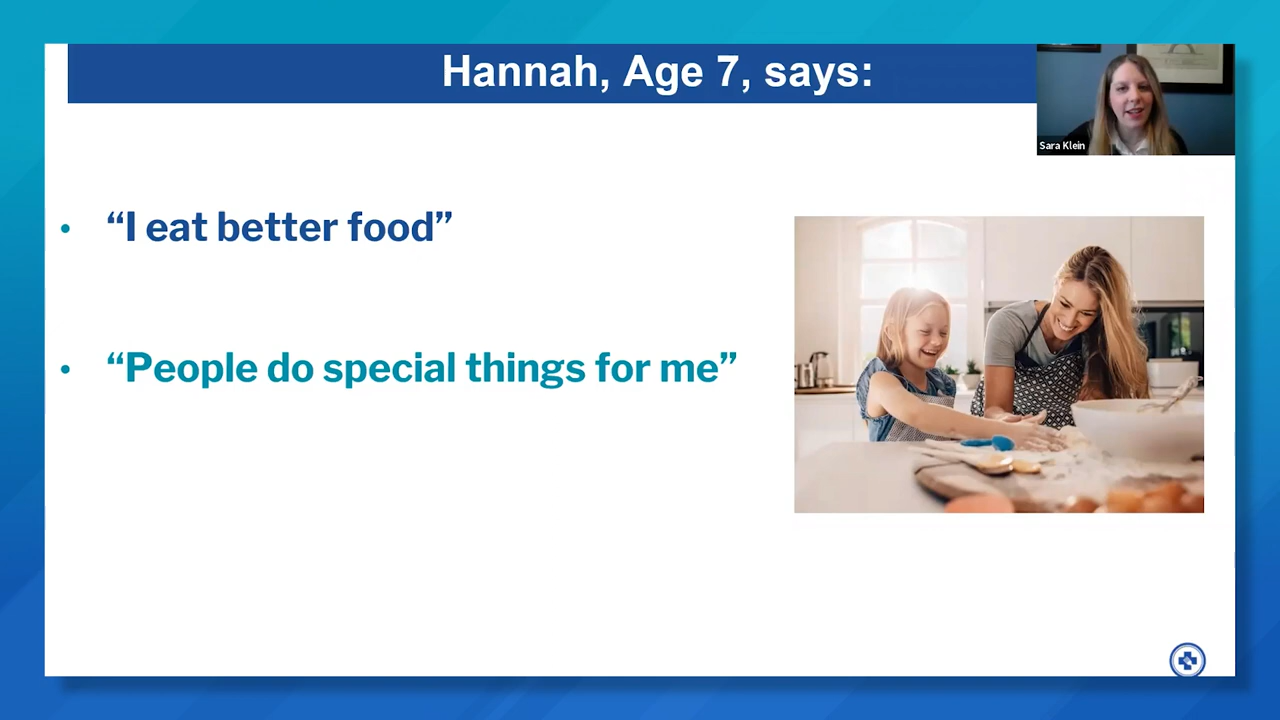 Hannah, Age 7, says:
Sara Klein
• “I eat better food”
• “People do special things for me”